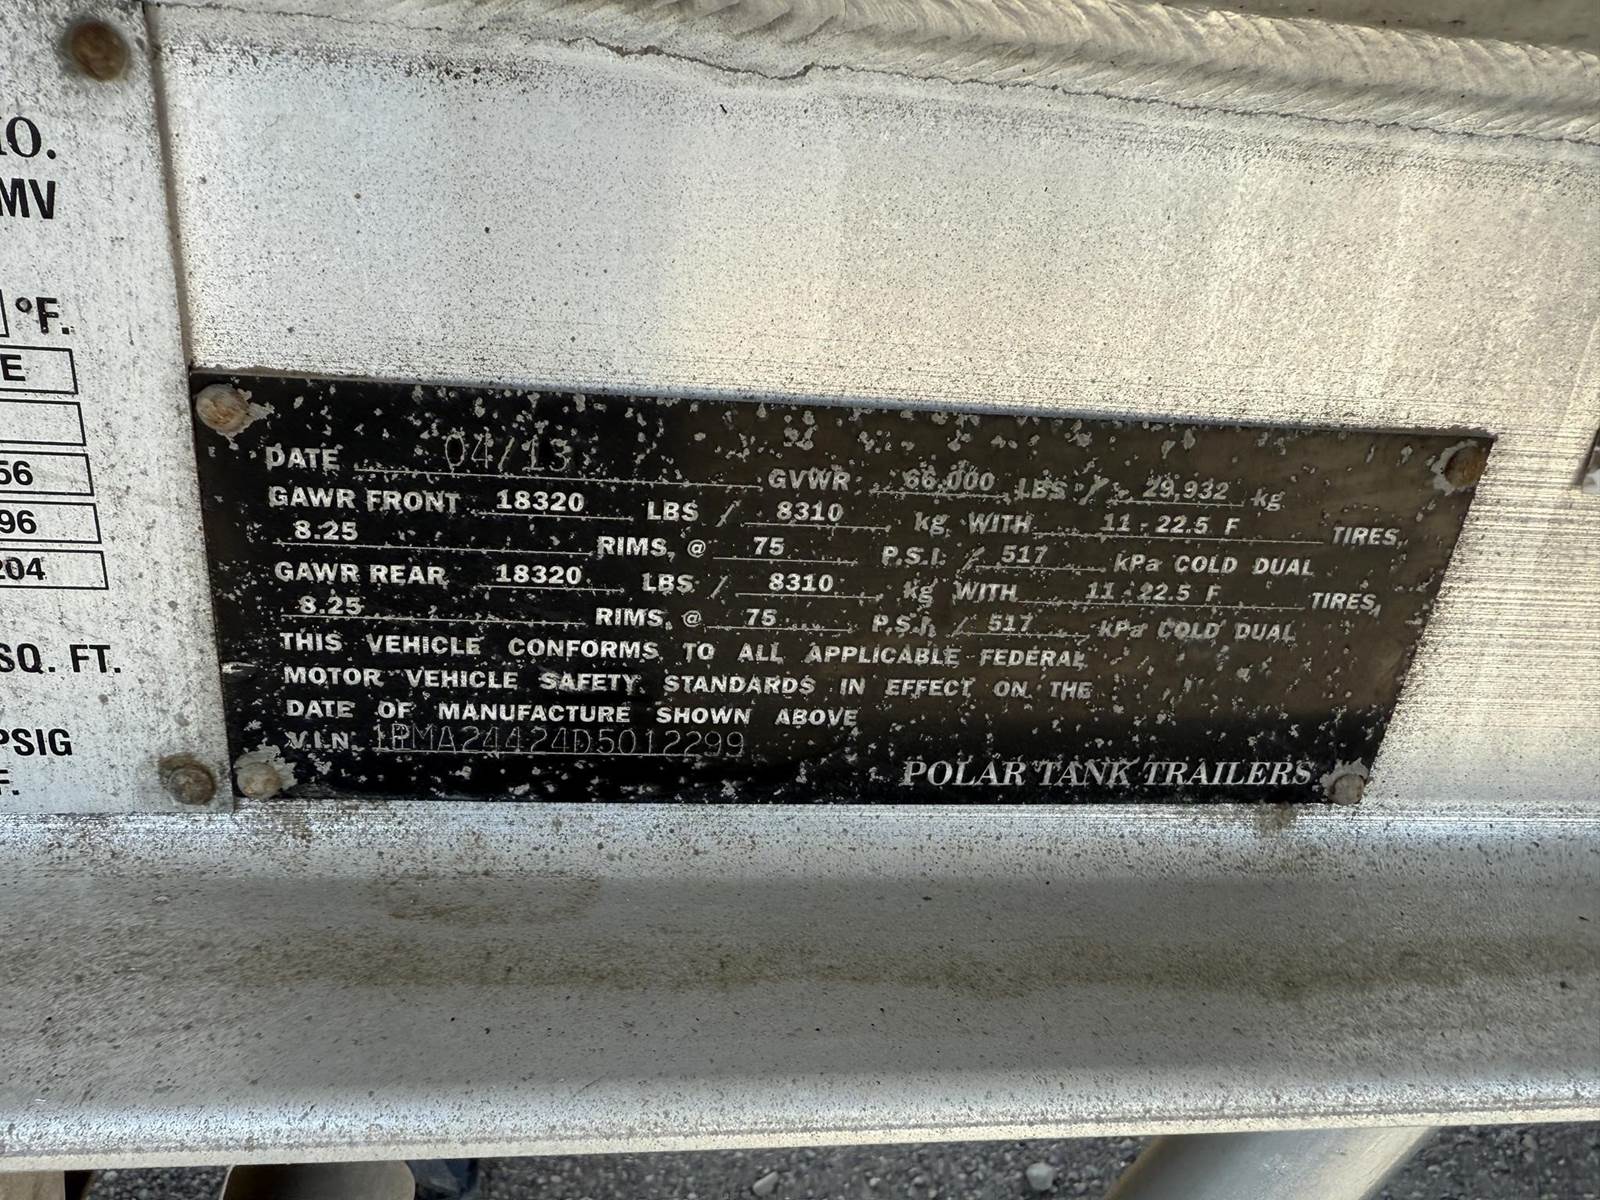 IO.
MV
°F.
E
56
96
204
SQ. FT.
PSIG
F.
DATE 04/13 GVWR 66,000 LBS / 29,932 kg
GAWR FRONT 18320 LBS / 8310 kg WITH 11-22.5 F TIRES,
8.25 RIMS, @ 75 P.S.I. / 517 kPa COLD DUAL
GAWR REAR 18320 LBS / 8310 kg WITH 11-22.5 F TIRES,
8.25 RIMS, @ 75 P.S.I. / 517 kPa COLD DUAL
THIS VEHICLE CONFORMS TO ALL APPLICABLE FEDERAL
MOTOR VEHICLE SAFETY STANDARDS IN EFFECT ON THE
DATE OF MANUFACTURE SHOWN ABOVE
V.I.N. 1PMA24424D5012299
POLAR TANK TRAILERS